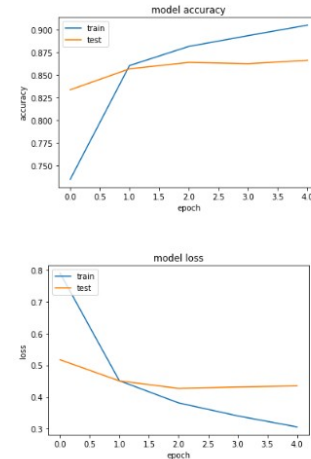 model accuracy
train
test
0.900
0.875
0.850
0.825
0.800
0.775
0.750
accuracy
0.0 0.5 1.0 1.5 2.0 2.5 3.0 3.5 4.0
epoch
model loss
train
test
0.8
0.7
0.6
0.5
0.4
0.3
loss
0.0 0.5 1.0 1.5 2.0 2.5 3.0 3.5 4.0
epoch